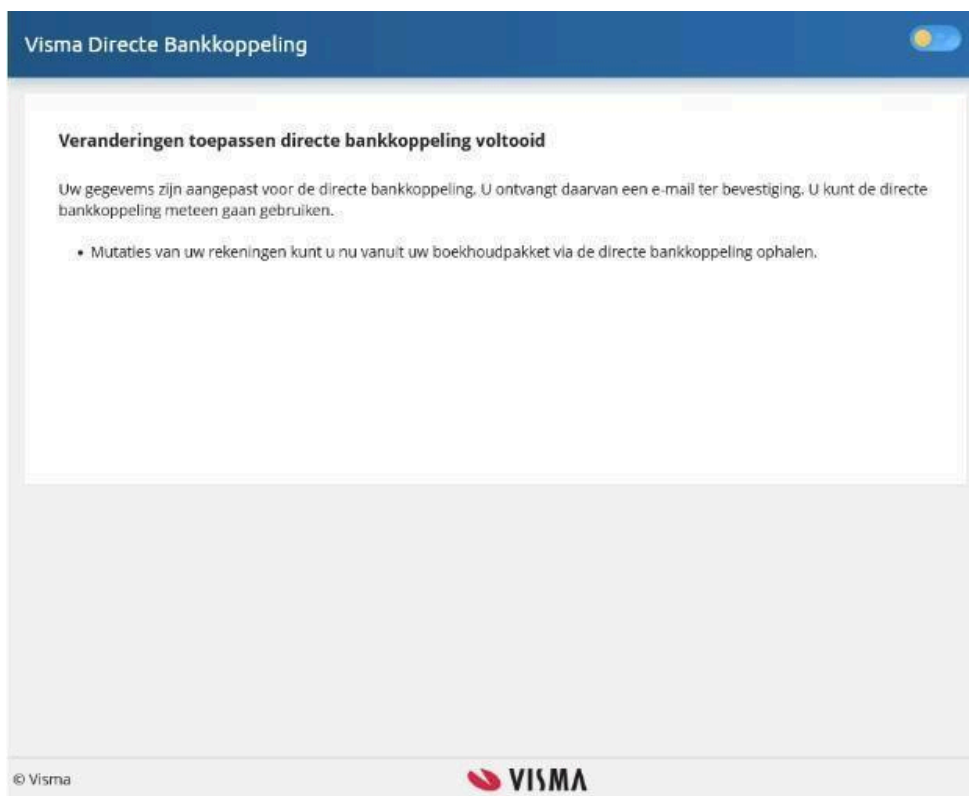 Visma Directe Bankkoppeling
Veranderingen toepassen directe bankkoppeling voltooid
Uw gegevems zijn aangepast voor de directe bankkoppeling. U ontvangt daarvan een e-mail ter bevestiging. U kunt de directe
bankkoppeling meteen gaan gebruiken.
• Mutaties van uw rekeningen kunt u nu vanuit uw boekhoudpakket via de directe bankkoppeling ophalen.
© Visma
VISMA